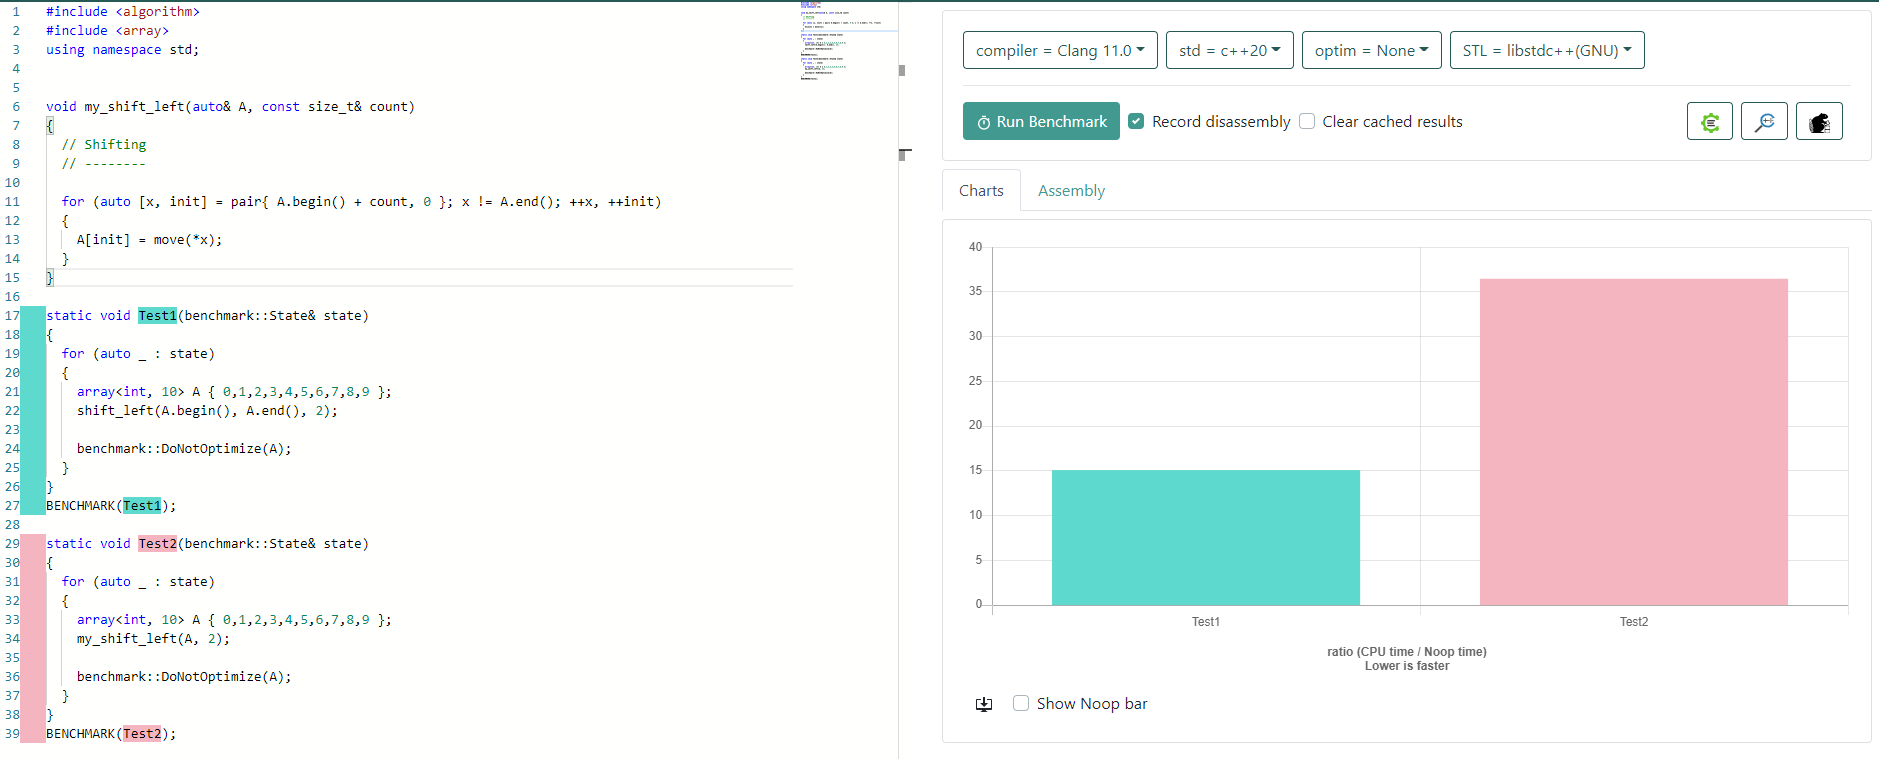 1 #include <algorithm>
2 #include <array>
3 using namespace std;
4
5
6 void my_shift_left(auto& A, const size_t& count)
7 {
8 // Shifting
9 // --------
10
11 for (auto [x, init] = pair{ A.begin() + count, 0 }; x != A.end(); ++x, ++init)
12 {
13 A[init] = move(*x);
14 }
15 }
16
17 static void Test1(benchmark::State& state)
18 {
19 for (auto _ : state)
20 {
21 array<int, 10> A { 0,1,2,3,4,5,6,7,8,9 };
22 shift_left(A.begin(), A.end(), 2);
23
24 benchmark::DoNotOptimize(A);
25 }
26 }
27 BENCHMARK(Test1);
28
29 static void Test2(benchmark::State& state)
30 {
31 for (auto _ : state)
32 {
33 array<int, 10> A { 0,1,2,3,4,5,6,7,8,9 };
34 my_shift_left(A, 2);
35
36 benchmark::DoNotOptimize(A);
37 }
38 }
39 BENCHMARK(Test2);
compiler = Clang 11.0 std = c++20 optim = None STL = libstdc++(GNU)
Run Benchmark Record disassembly Clear cached results
Charts Assembly
40
35
30
25
20
15
10
5
0
Test1 Test2
ratio (CPU time / Noop time)
Lower is faster
Show Noop bar